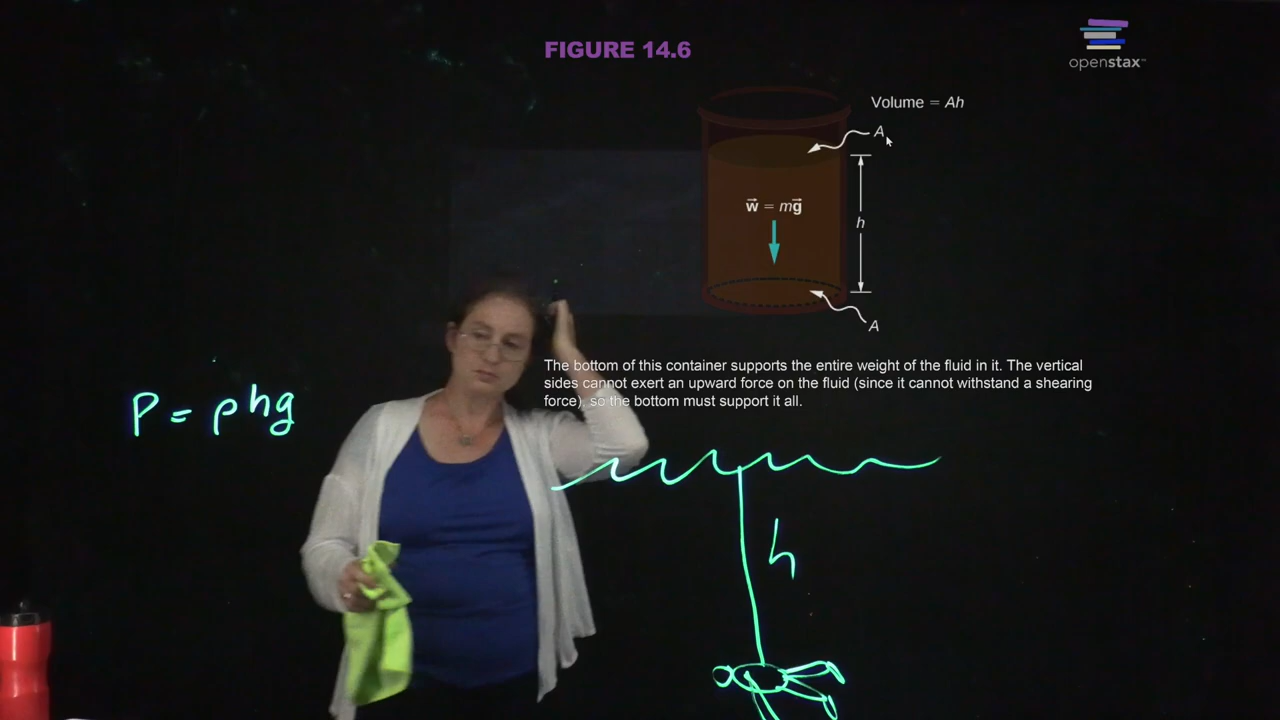 FIGURE 14.6
openstax™
Volume = Ah
A
w⃗ = mg⃗
h
A
The bottom of this container supports the entire weight of the fluid in it. The vertical
sides cannot exert an upward force on the fluid (since it cannot withstand a shearing
force), so the bottom must support it all.
P = ρhg
h